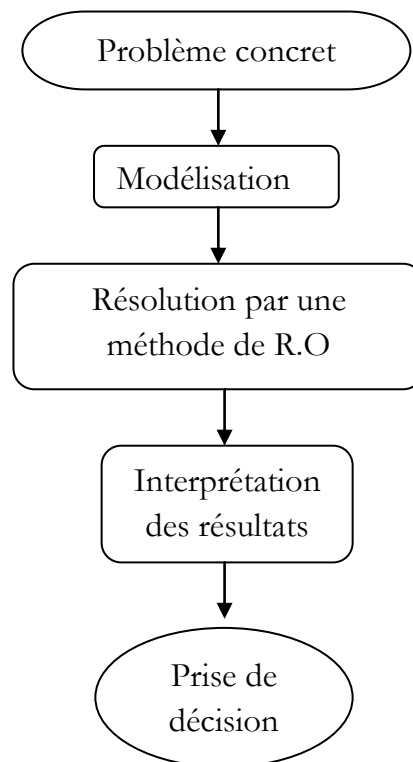 Problème concret
Modélisation
Résolution par une
méthode de R.O
Interprétation
des résultats
Prise de
décision